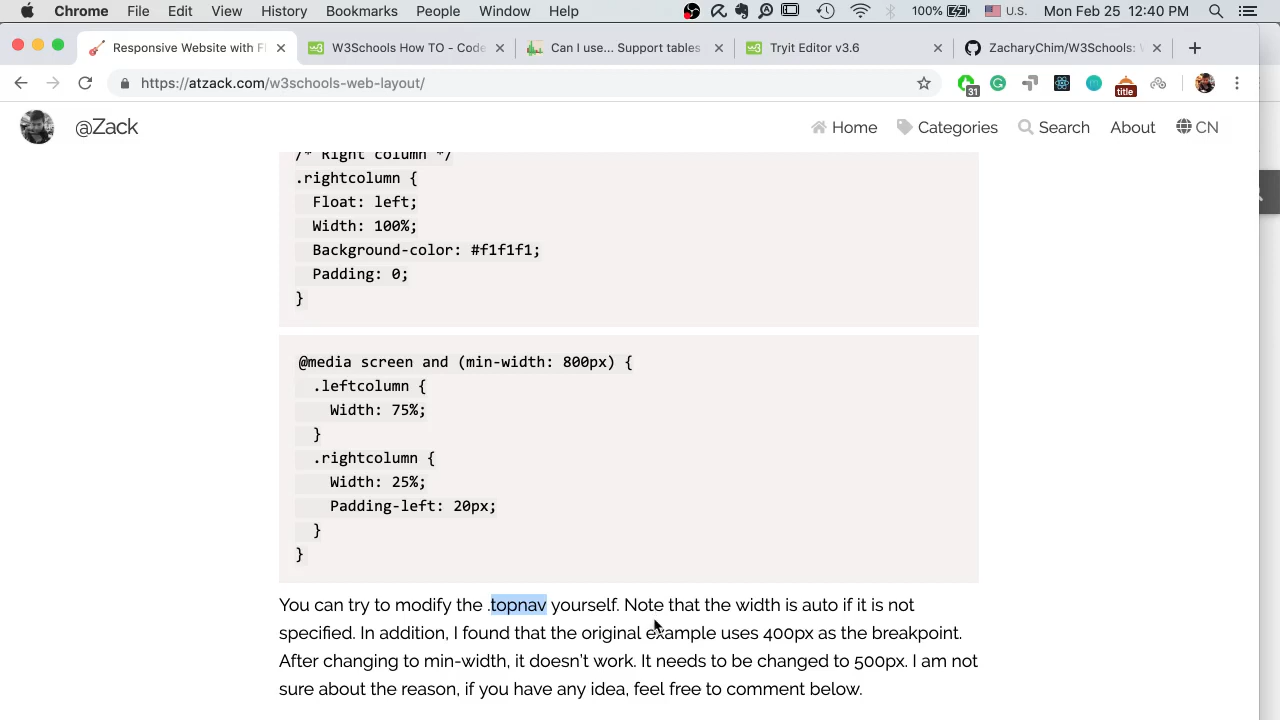 Chrome File Edit View History Bookmarks People Window Help 100% U.S. Mon Feb 25 12:40 PM
Responsive Website with Fl W3Schools How TO - Code Can I use... Support tables Tryit Editor v3.6 ZacharyChim/W3Schools:
https://atzack.com/w3schools-web-layout/ 31 title
@Zack Home Categories Search About CN
/* Right column */
.rightcolumn {
Float: left;
Width: 100%;
Background-color: #f1f1f1;
Padding: 0;
}
@media screen and (min-width: 800px) {
.leftcolumn {
Width: 75%;
}
.rightcolumn {
Width: 25%;
Padding-left: 20px;
}
}
You can try to modify the .topnav yourself. Note that the width is auto if it is not
specified. In addition, I found that the original example uses 400px as the breakpoint.
After changing to min-width, it doesn't work. It needs to be changed to 500px. I am not
sure about the reason, if you have any idea, feel free to comment below.